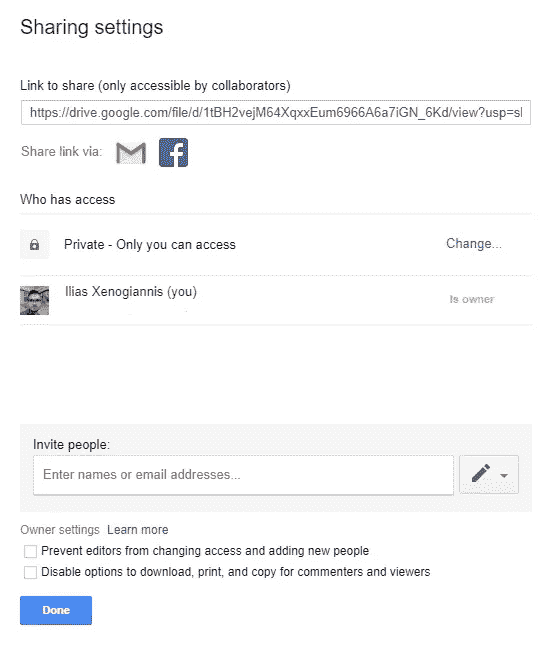 Sharing settings
Link to share (only accessible by collaborators)
https://drive.google.com/file/d/1tBH2vejM64XqxxEum6966A6a7iGN_6Kd/view?usp=sl
Share link via:
Who has access
Private - Only you can access Change...
Ilias Xenogiannis (you) Is owner
Invite people:
Enter names or email addresses...
Owner settings Learn more
Prevent editors from changing access and adding new people
Disable options to download, print, and copy for commenters and viewers
Done